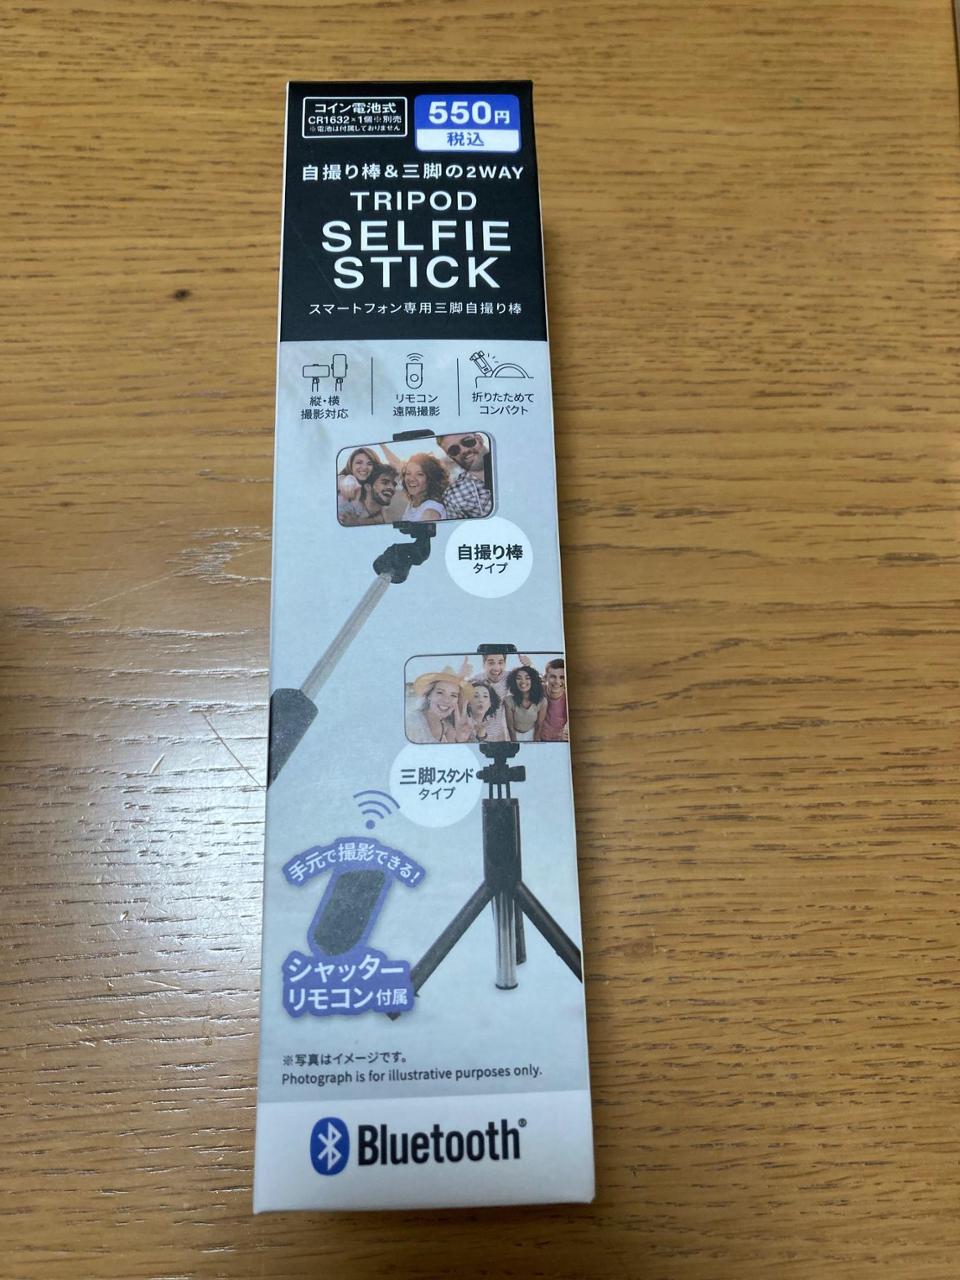 コイン電池式
CR1632×1個※別売
※電池は付属しておりません
550円
税込
自撮り棒&三脚の2WAY
TRIPOD
SELFIE
STICK
スマートフォン専用三脚自撮り棒
縦・横
撮影対応
リモコン
遠隔撮影
折りたためて
コンパクト
自撮り棒
タイプ
三脚スタンド
タイプ
手元で撮影できる!
シャッター
リモコン付属
※写真はイメージです。
Photograph is for illustrative purposes only.
Bluetooth®